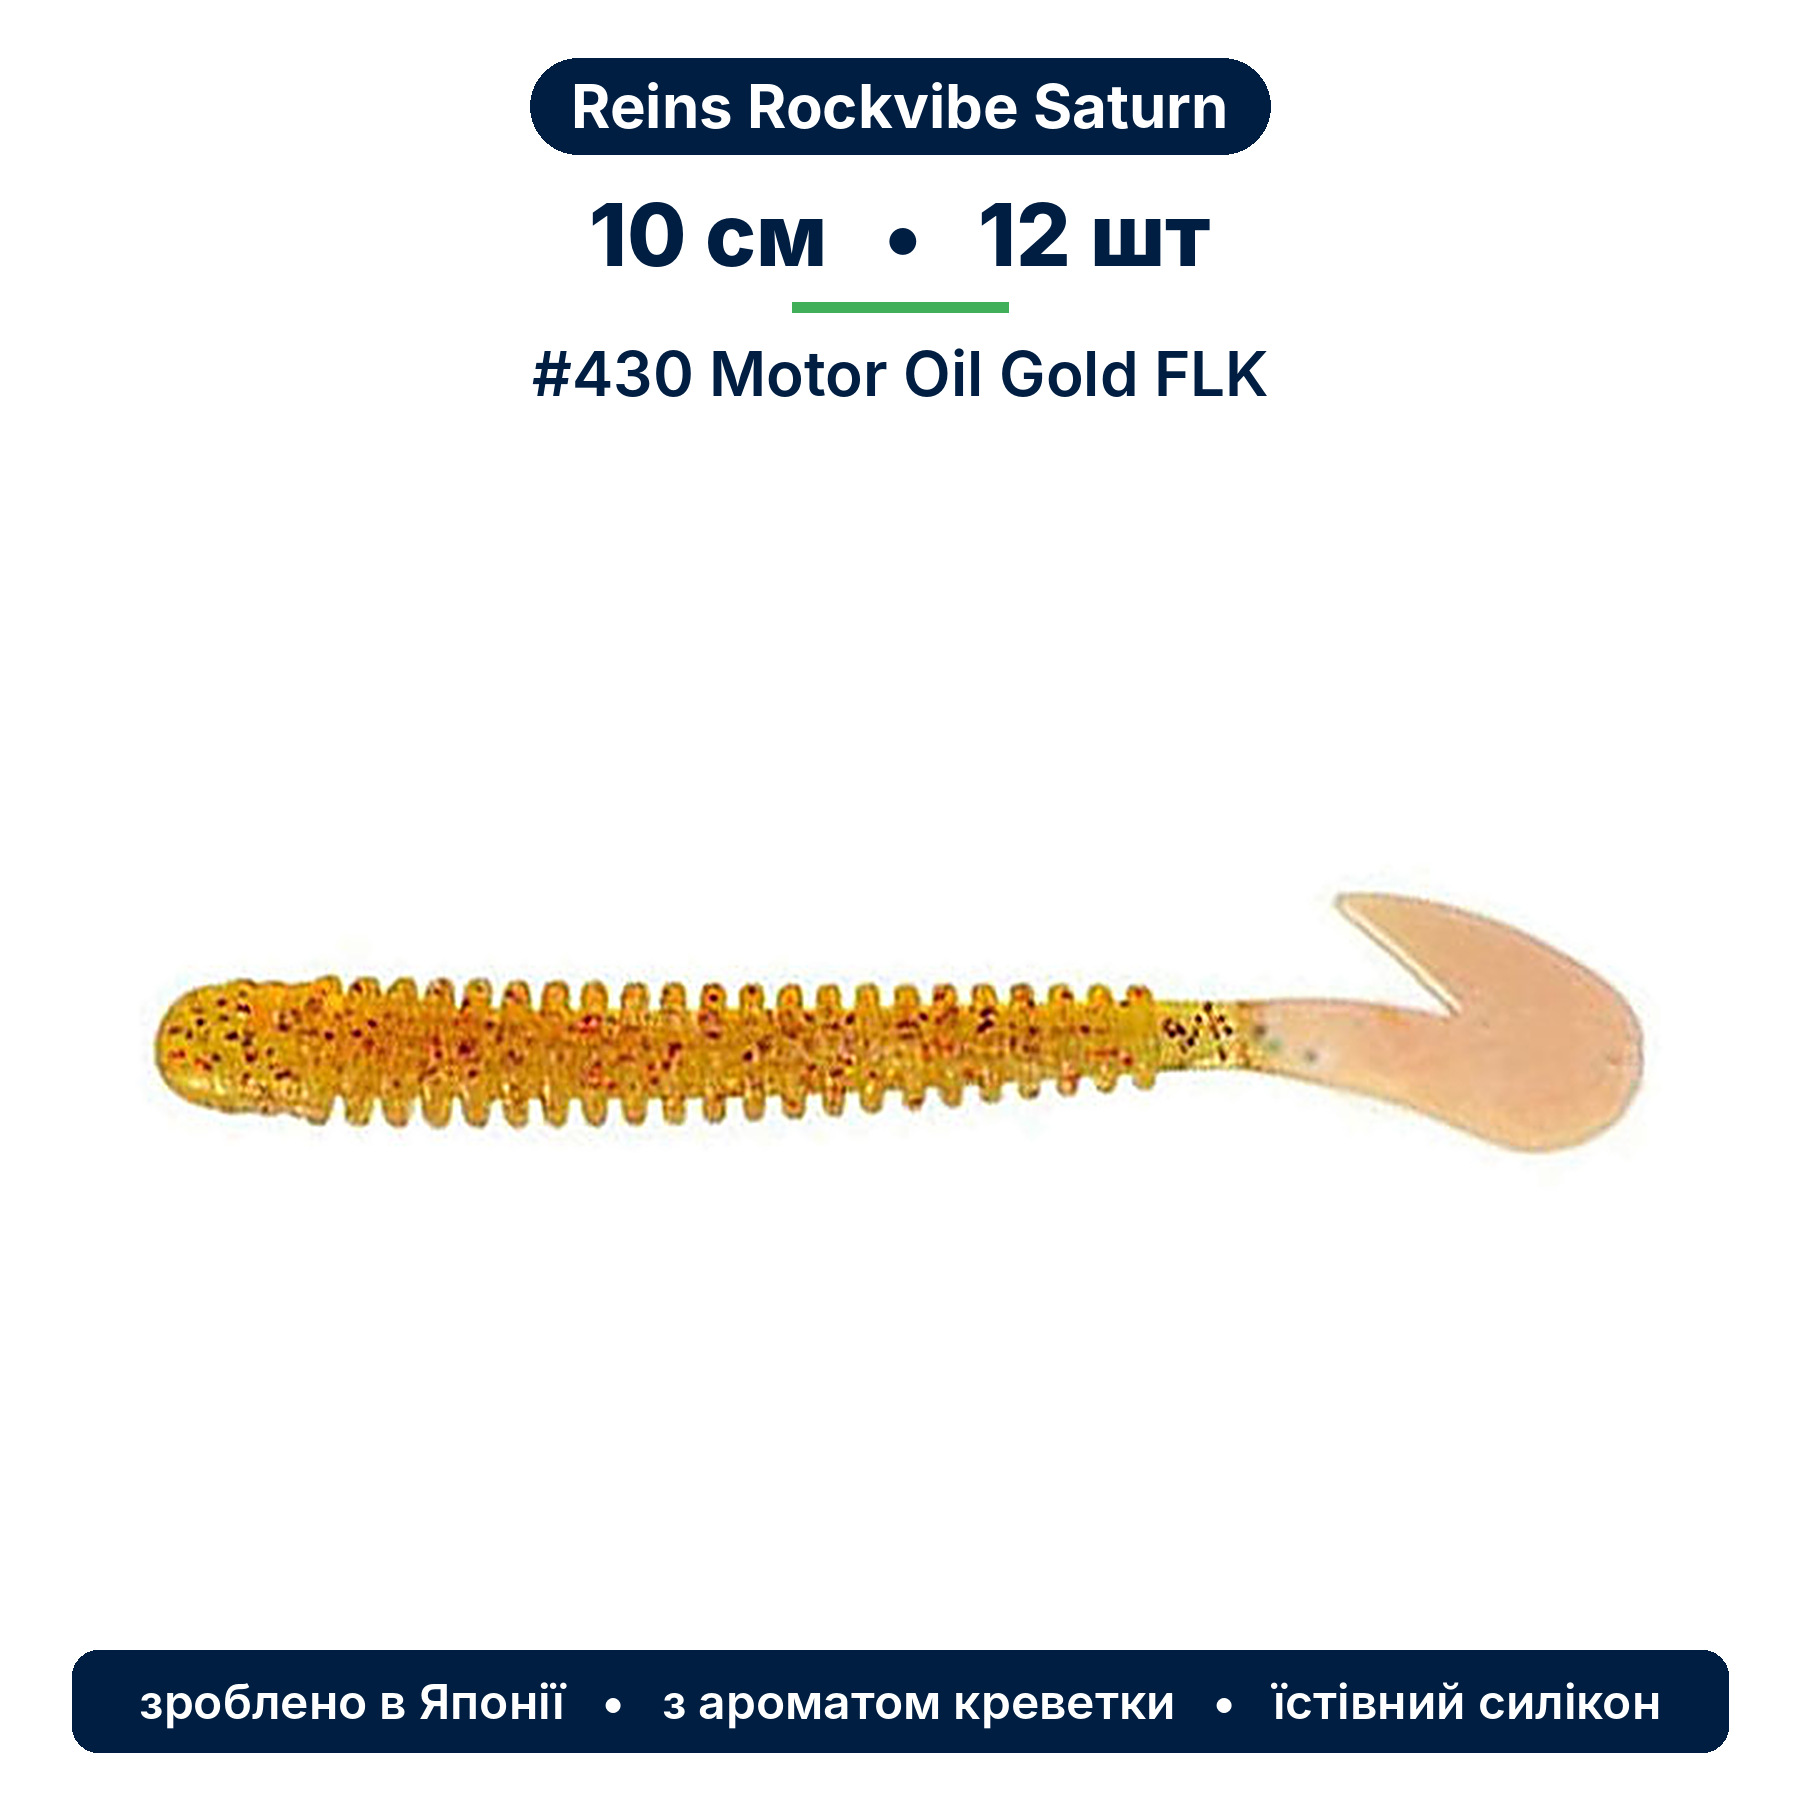 Reins Rockvibe Saturn
10 см • 12 шт
#430 Motor Oil Gold FLK
зроблено в Японії • з ароматом креветки • їстівний силікон